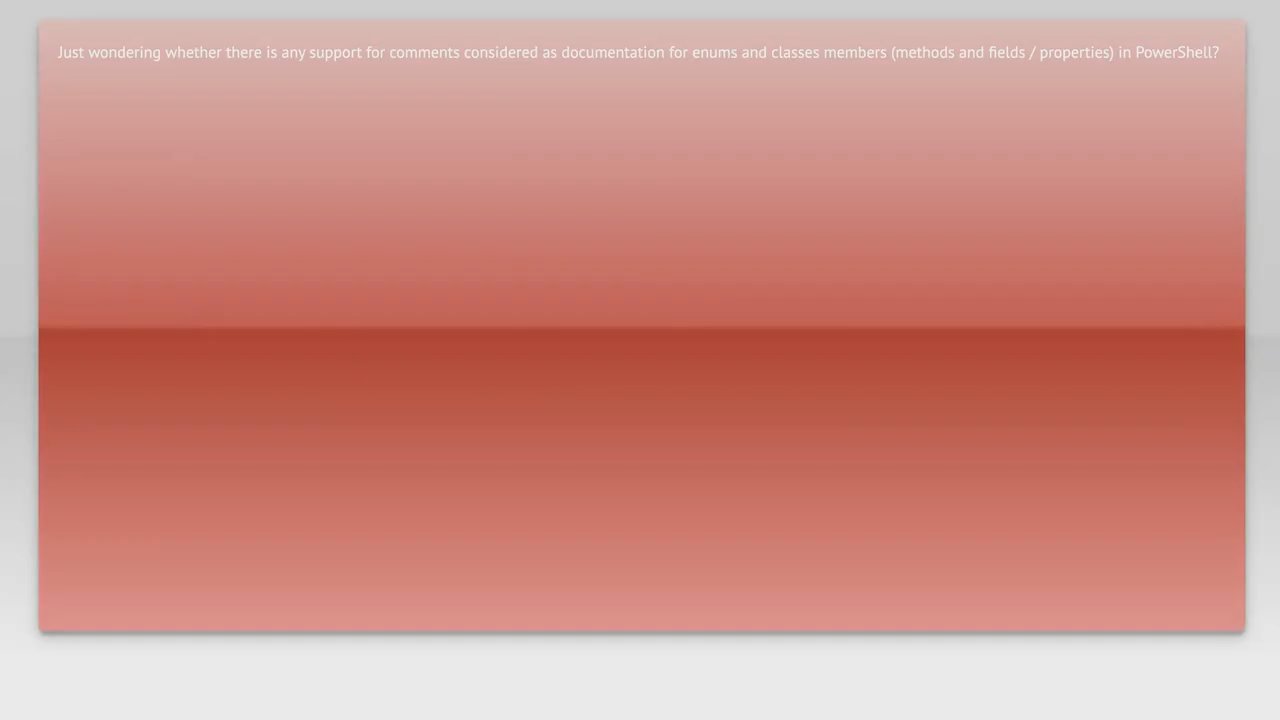 Just wondering whether there is any support for comments considered as documentation for enums and classes members (methods and fields / properties) in PowerShell?